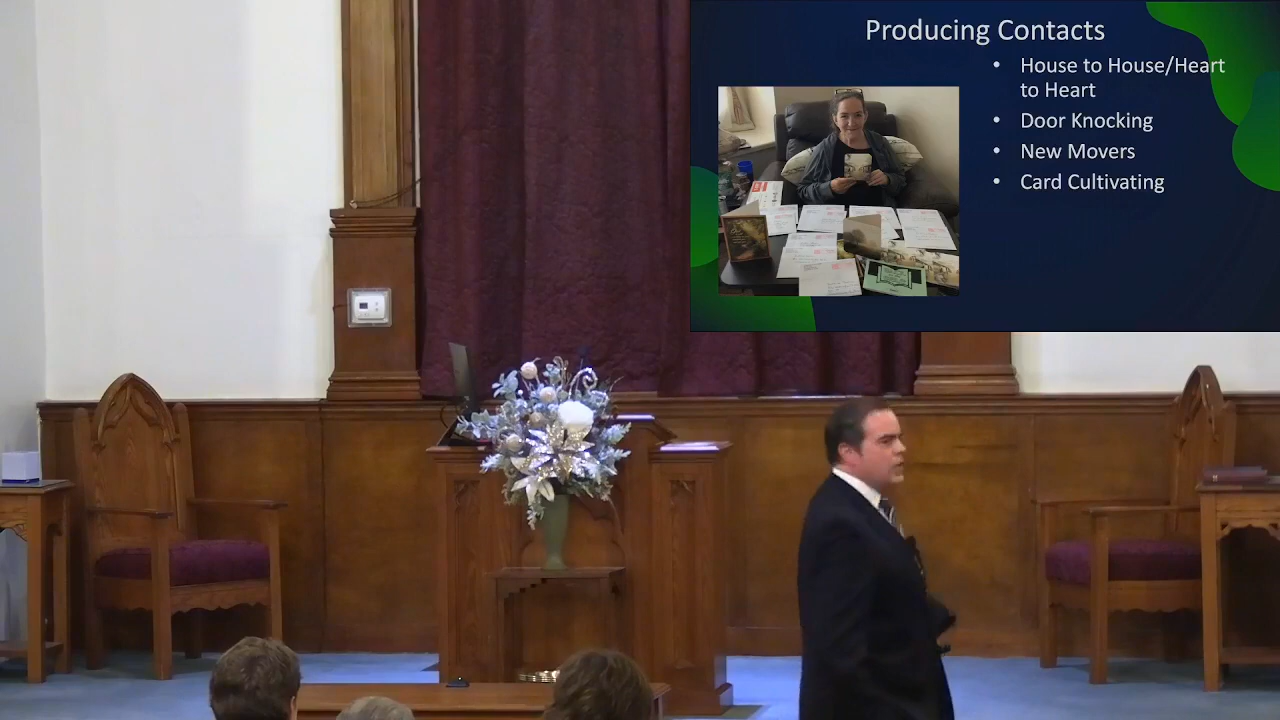 Producing Contacts
• House to House/Heart
to Heart
• Door Knocking
• New Movers
• Card Cultivating